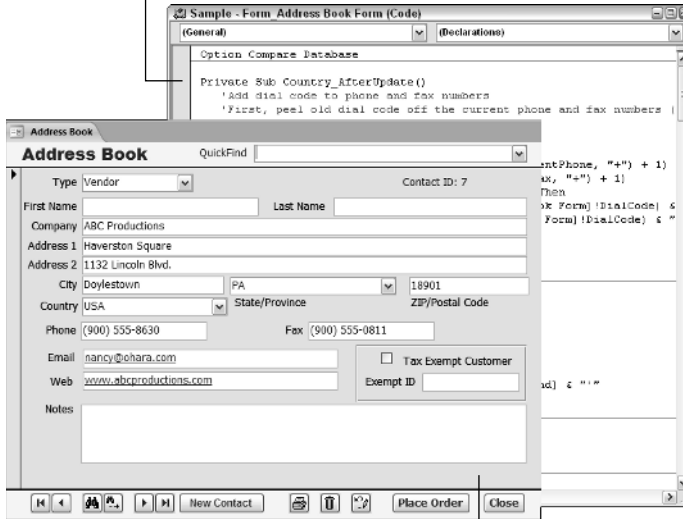 Sample - Form_Address Book Form (Code)
(General) (Declarations)
Option Compare Database
Private Sub Country_AfterUpdate()
'Add dial code to phone and fax numbers
'First, peel old dial code off the current phone and fax numbers (
Address Book
Address Book QuickFind
entPhone, "+") + 1)
Type Vendor Contact ID: 7
ax, "+") + 1)
Then
First Name Last Name
ok Form]!DialCode) &
Company ABC Productions
Form]!DialCode) & "
Address 1 Haverston Square
Address 2 1132 Lincoln Blvd.
City Doylestown PA 18901
Country USA State/Province ZIP/Postal Code
Phone (900) 555-8630 Fax (900) 555-0811
Email nancy@ohara.com Tax Exempt Customer
Web www.abcproductions.com Exempt ID
nd] & "'"
Notes
New Contact Place Order Close